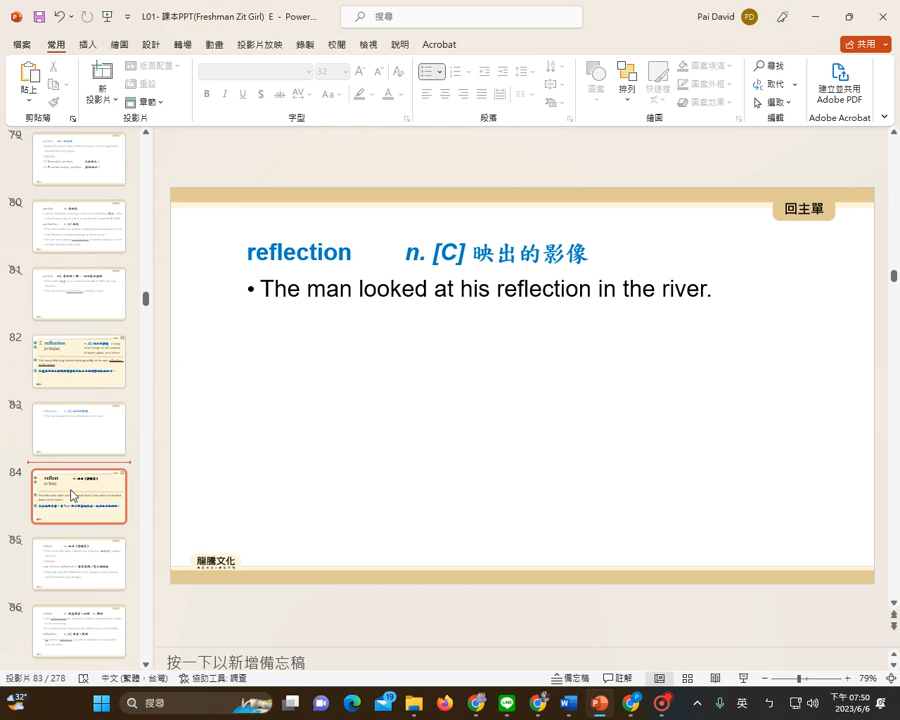 L01- 課本PPT(Freshman Zit Girl)  E  -  Powe...
搜尋
Pai David
PD
檔案 常用 插入 繪圖 設計 轉場 動畫 投影片放映 錄製 校閱 檢視 說明 Acrobat
共用
貼上
新
投影片
版面配置
重設
章節
32
B I U S ab AV Aa A
圖案
排列
快速樣
式
圖案填滿
圖案外框
圖案效果
尋找
取代
選取
建立並共用
Adobe PDF
剪貼簿
投影片
字型
段落
繪圖
編輯
Adobe Acrobat
79
80
81
82
2. reflection
83
84
reflect
85
86
回主單
reflection n. [C] 映出的影像
• The man looked at his reflection in the river.
龍騰文化
按一下以新增備忘稿
投影片 83 / 278
中文 (繁體，台灣)
協助工具: 調查
備忘稿
註解
79%
32°
搜尋
19
英
下午 07:50
2023/6/6